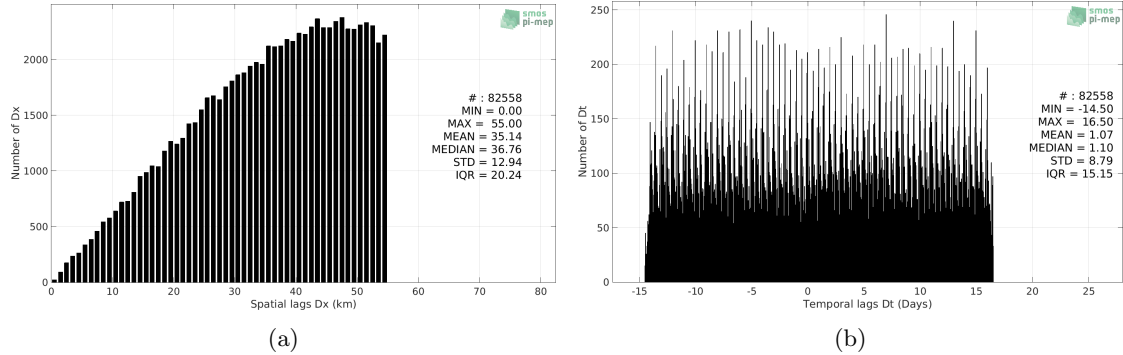 smos
pi-mep
2000
1500
1000
500
0
Number of Dx
# : 82558
MIN = 0.00
MAX = 55.00
MEAN = 35.14
MEDIAN = 36.76
STD = 12.94
IQR = 20.24
0 10 20 30 40 50 60 70 80
Spatial lags Dx (km)
(a)
smos
pi-mep
250
200
150
100
50
0
Number of Dt
# : 82558
MIN = -14.50
MAX = 16.50
MEAN = 1.07
MEDIAN = 1.10
STD = 8.79
IQR = 15.15
-15 -10 -5 0 5 10 15 20 25
Temporal lags Dt (Days)
(b)